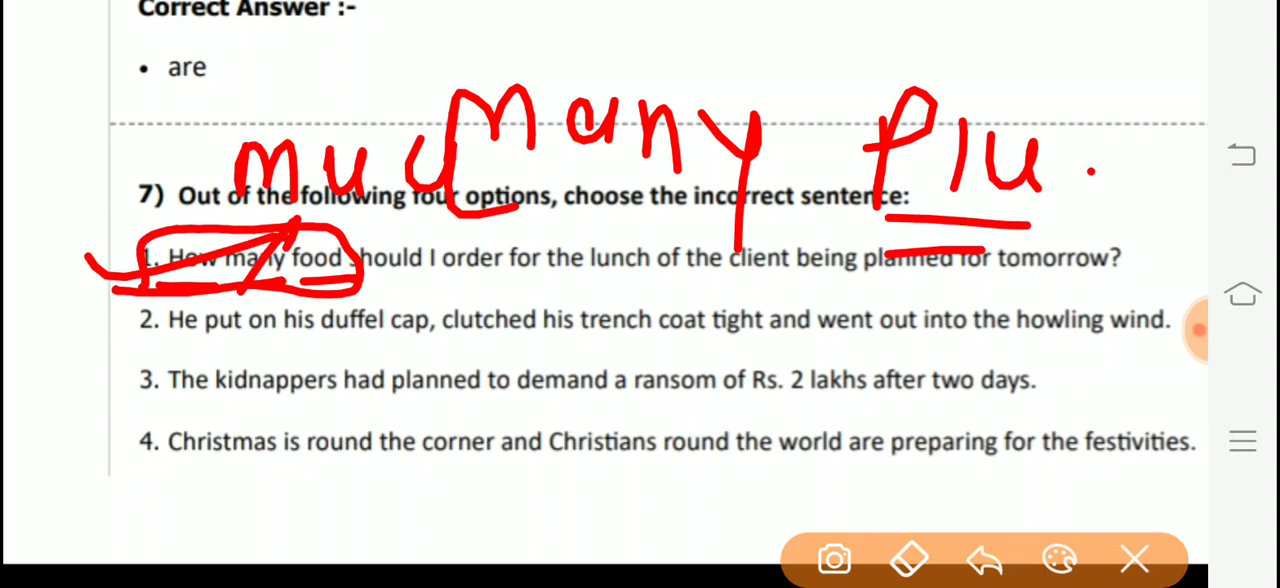 Correct Answer :-
• are
much many Plu.
7) Out of the following four options, choose the incorrect sentence:
1. How many food should I order for the lunch of the client being planned for tomorrow?
2. He put on his duffel cap, clutched his trench coat tight and went out into the howling wind.
3. The kidnappers had planned to demand a ransom of Rs. 2 lakhs after two days.
4. Christmas is round the corner and Christians round the world are preparing for the festivities.